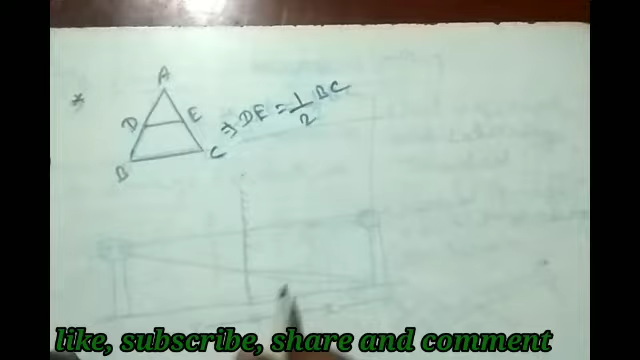 *
A
D
E
B
C
⇒ DE = 1/2 BC
like, subscribe, share and comment